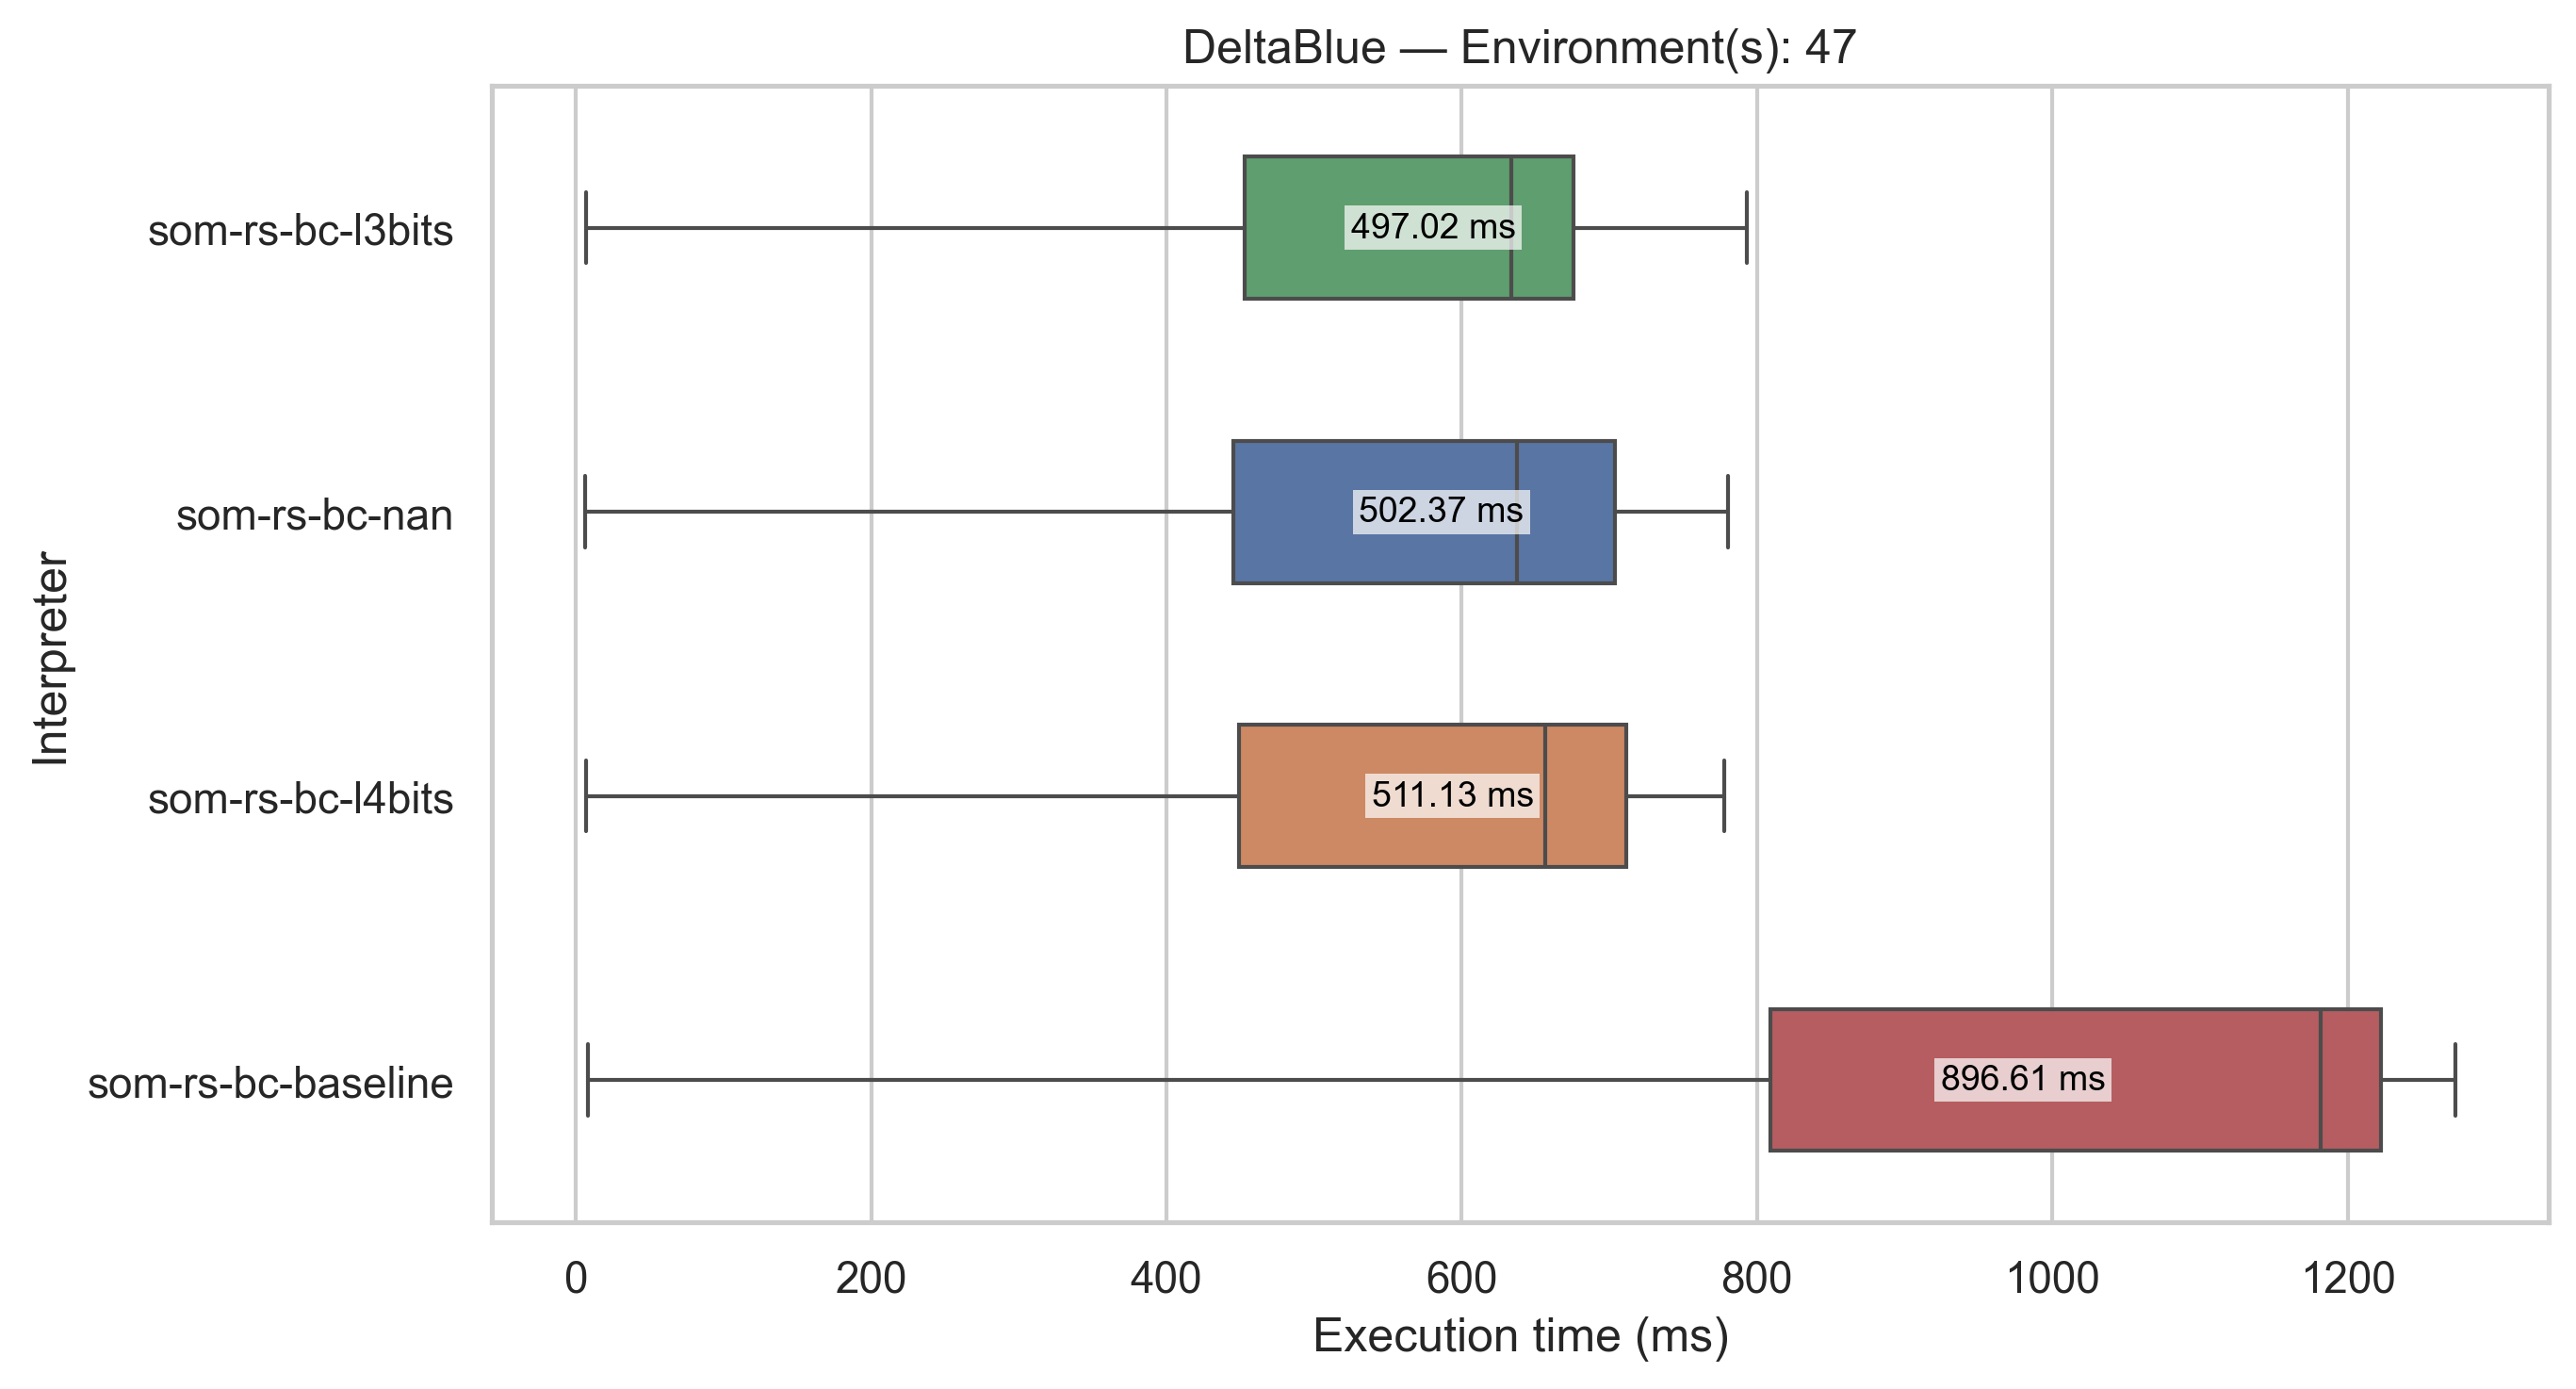 DeltaBlue — Environment(s): 47
Interpreter
som-rs-bc-l3bits
497.02 ms
som-rs-bc-nan
502.37 ms
som-rs-bc-l4bits
511.13 ms
som-rs-bc-baseline
896.61 ms
0 200 400 600 800 1000 1200
Execution time (ms)